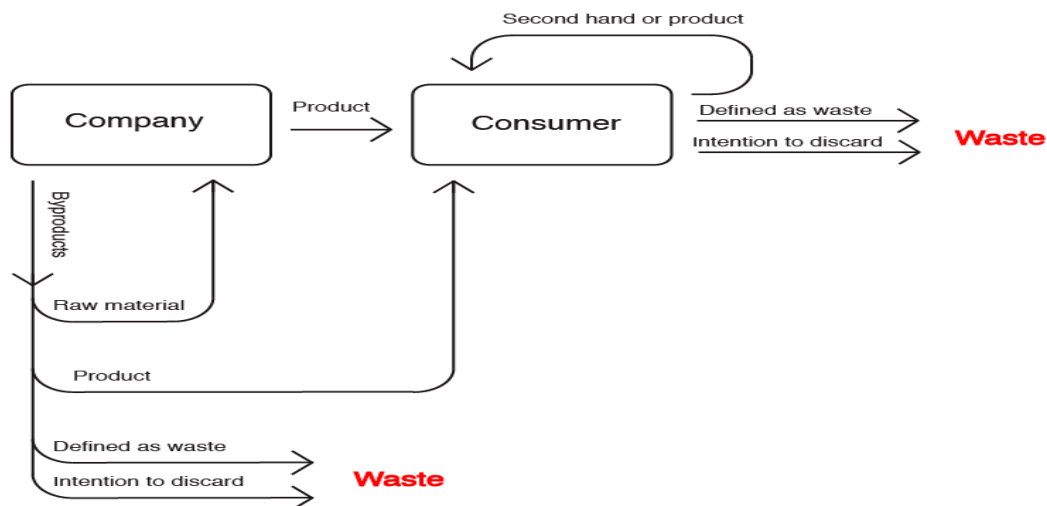 Second hand or product
Company
Product
Consumer
Defined as waste
Intention to discard
Waste
Byproducts
Raw material
Product
Defined as waste
Intention to discard
Waste